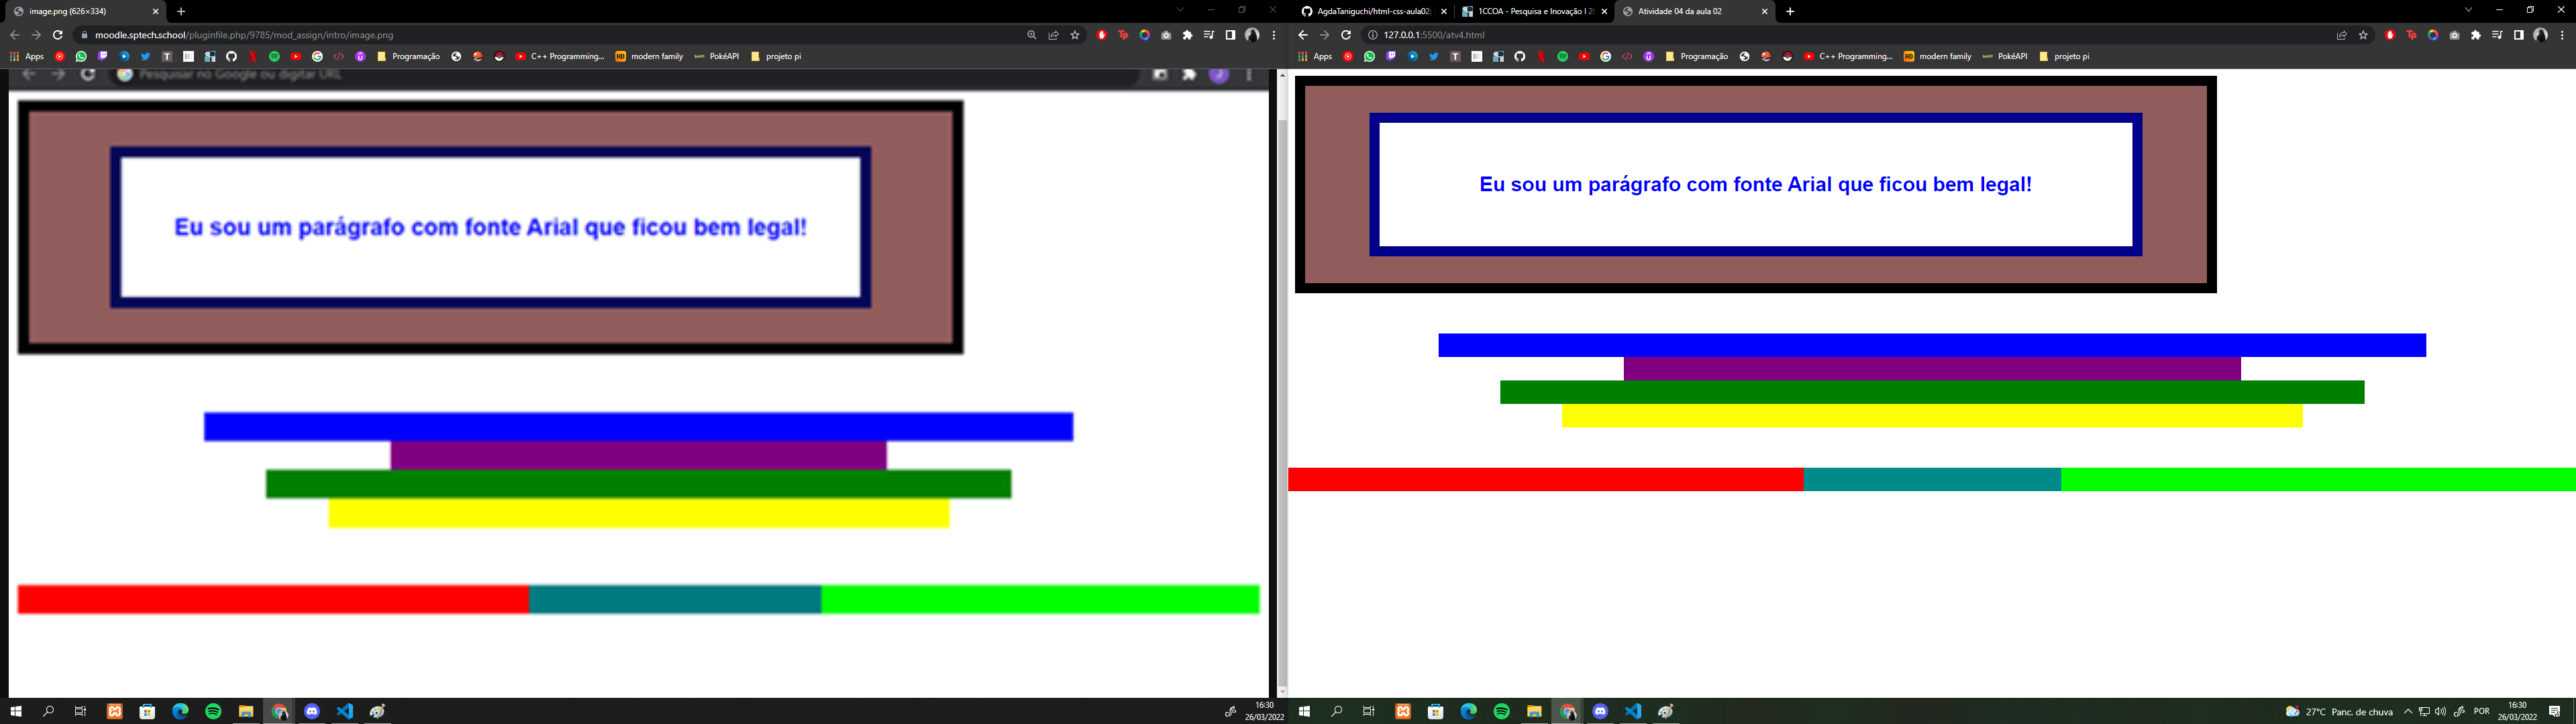 image.png (626×334)
moodle.sptech.school/pluginfile.php/9785/mod_assign/intro/image.png
Apps
Programação
C++ Programming...
modern family
PokéAPI
projeto pi
Pesquisar no Google ou digitar URL
Eu sou um parágrafo com fonte Arial que ficou bem legal!
16:30
26/03/2022
AgdaTaniguchi/html-css-aula02:
1CCOA - Pesquisa e Inovação I 2
Atividade 04 da aula 02
127.0.0.1:5500/atv4.html
Apps
Programação
C++ Programming...
modern family
PokéAPI
projeto pi
Eu sou um parágrafo com fonte Arial que ficou bem legal!
27°C Panc. de chuva
POR
16:30
26/03/2022